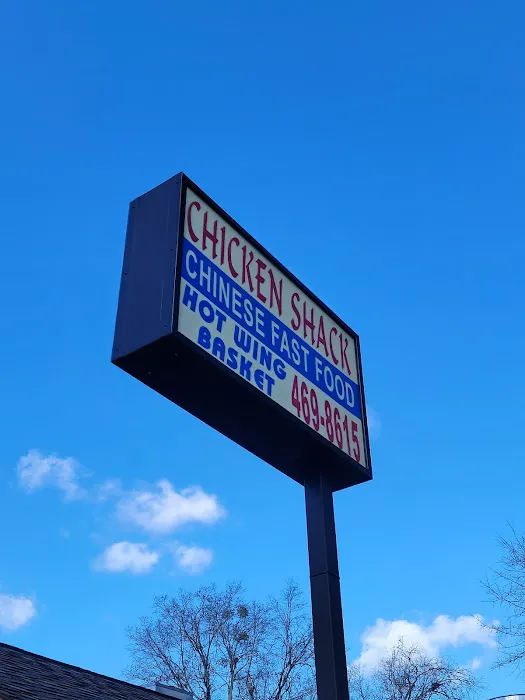 CHICKEN SHACK
CHINESE FAST FOOD
HOT WING
BASKET
469-8615